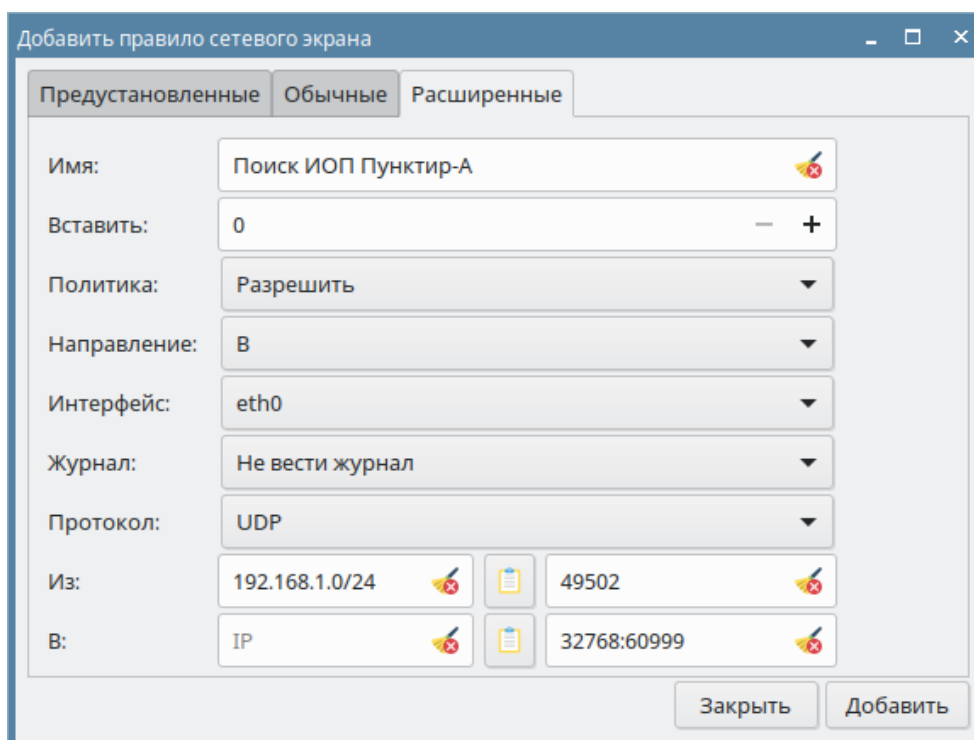 Добавить правило сетевого экрана
Предустановленные Обычные Расширенные
Имя: Поиск ИОП Пунктир-А
Вставить: 0
Политика: Разрешить
Направление: В
Интерфейс: eth0
Журнал: Не вести журнал
Протокол: UDP
Из: 192.168.1.0/24 49502
В: IP 32768:60999
Закрыть Добавить